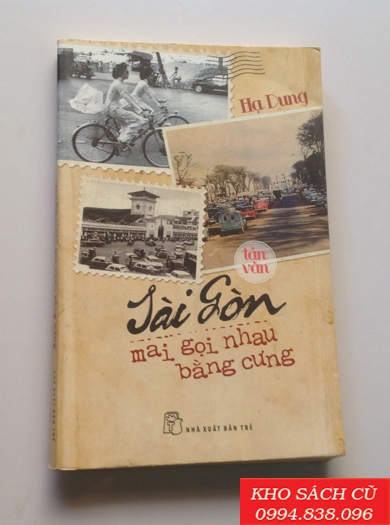 Hạ Dung
tản
văn
Sài Gòn
mai gọi nhau
bằng cưng
NHÀ XUẤT BẢN TRẺ
KHO SÁCH CŨ
0994.838.096